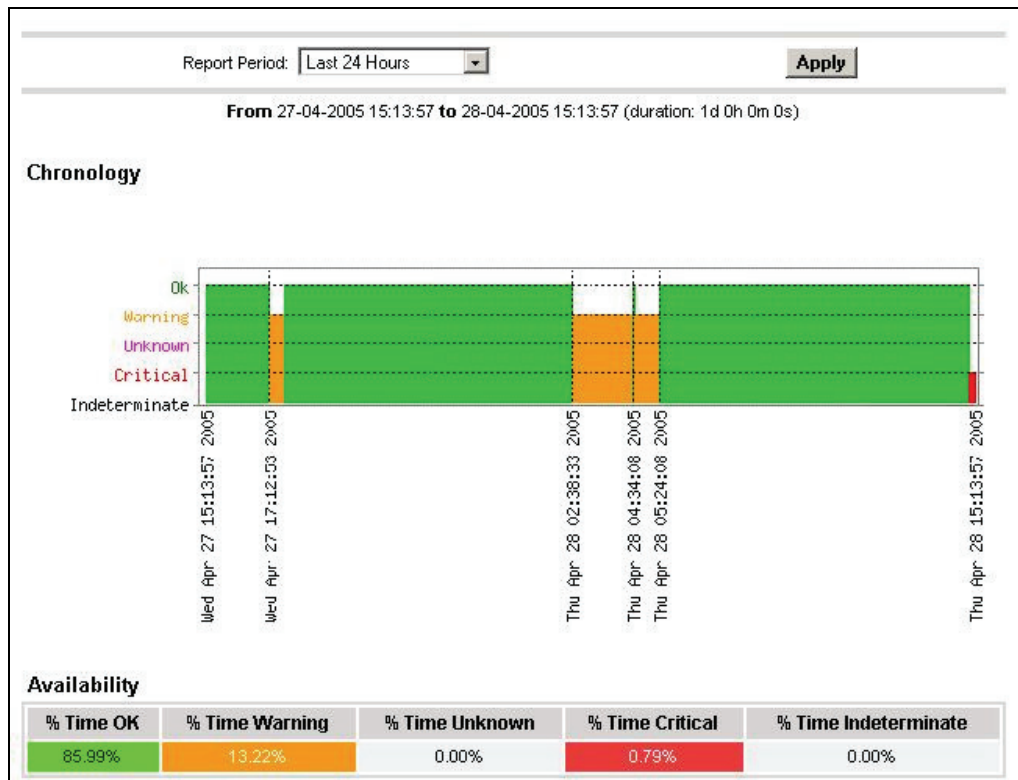 Report Period: Last 24 Hours Apply
From 27-04-2005 15:13:57 to 28-04-2005 15:13:57 (duration: 1d 0h 0m 0s)
Chronology
Ok
Warning
Unknown
Critical
Indeterminate
Wed Apr 27 15:13:57 2005
Wed Apr 27 17:12:53 2005
Thu Apr 28 02:38:33 2005
Thu Apr 28 04:34:08 2005
Thu Apr 28 05:24:08 2005
Thu Apr 28 15:13:57 2005
Availability
% Time OK % Time Warning % Time Unknown % Time Critical % Time Indeterminate
85.99% 13.22% 0.00% 0.79% 0.00%